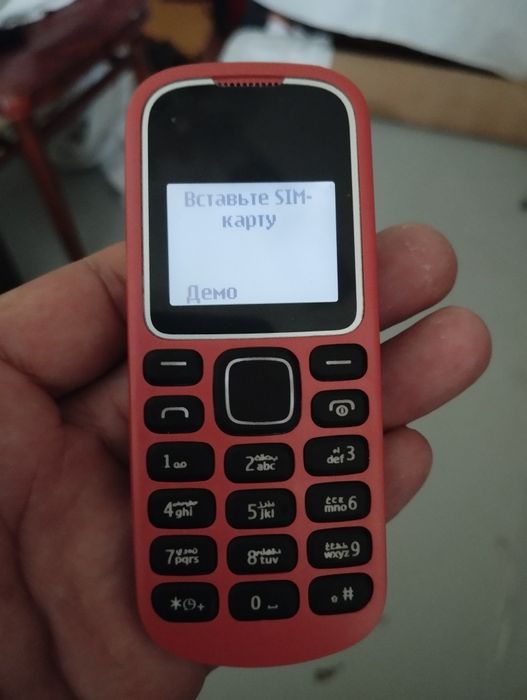 Вставьте SIM-
карту
Демо
1
2 abc
def 3
4 ghi
5 jkl
mno 6
7 pqrs
8 tuv
wxyz 9
* +
0
#